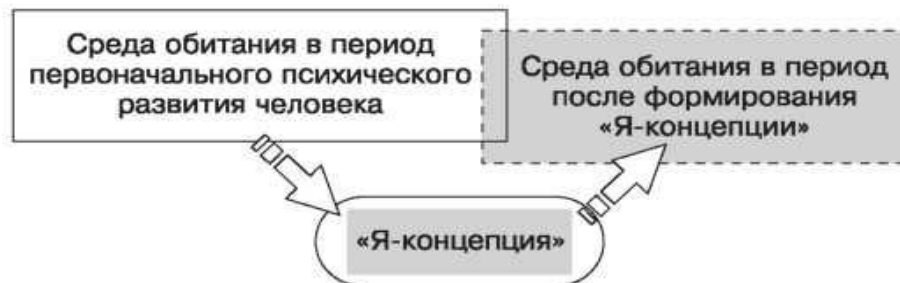 Среда обитания в период
первоначального психического
развития человека
Среда обитания в период
после формирования
«Я-концепции»
«Я-концепция»